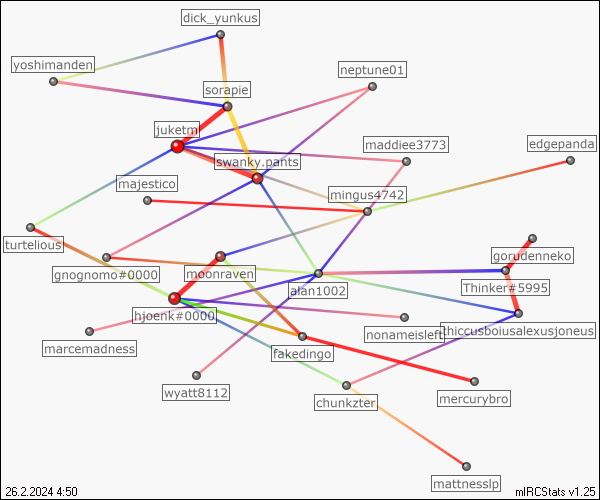 dick_yunkus
yoshimanden
neptune01
sorapie
juketm
maddiee3773
edgepanda
swanky.pants
majestico
mingus4742
turtelious
gorudenneko
gnognomo#0000
moonraven
alan1002
Thinker#5995
hjoenk#0000
nonameisleft
thiccusboiusalexusjoneus
marcemadness
fakedingo
wyatt8112
chunkzter
mercurybro
mattnesslp
26.2.2024 4:50
mIRCStats v1.25